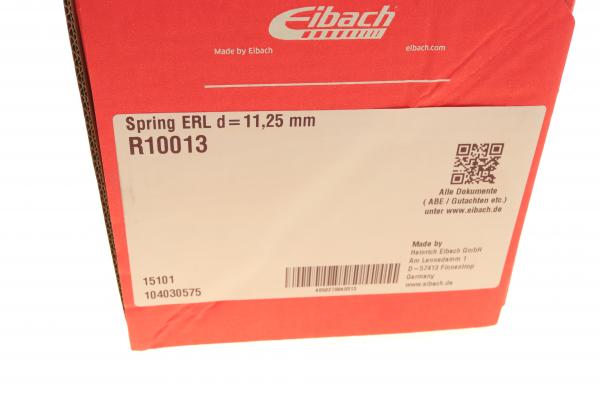 Eibach
Made by Eibach
eibach.com
Spring ERL d=11,25 mm
R10013
Alle Dokumente
( ABE / Gutachten etc.)
unter www.eibach.de
Made by
Heinrich Eibach GmbH
Am Lennedamm 1
D-57413 Finnentrop
Germany
www.eibach.de
15101
104030575